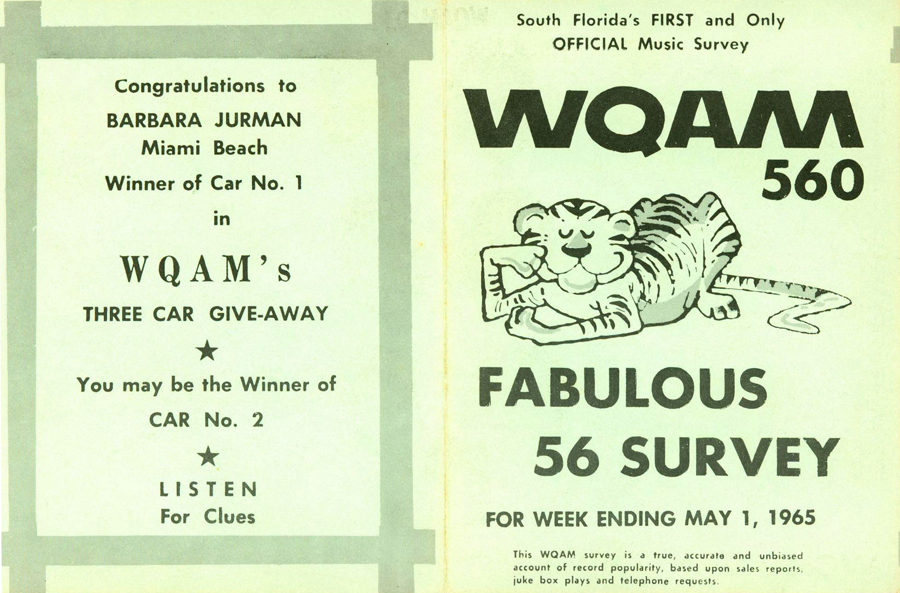 Congratulations to
BARBARA JURMAN
Miami Beach
Winner of Car No. 1
in
WQAM's
THREE CAR GIVE-AWAY
You may be the Winner of
CAR No. 2
LISTEN
For Clues
South Florida's FIRST and Only
OFFICIAL Music Survey
WQAM
560
FABULOUS
56 SURVEY
FOR WEEK ENDING MAY 1, 1965
This WQAM survey is a true, accurate and unbiased
account of record popularity, based upon sales reports,
juke box plays and telephone requests.